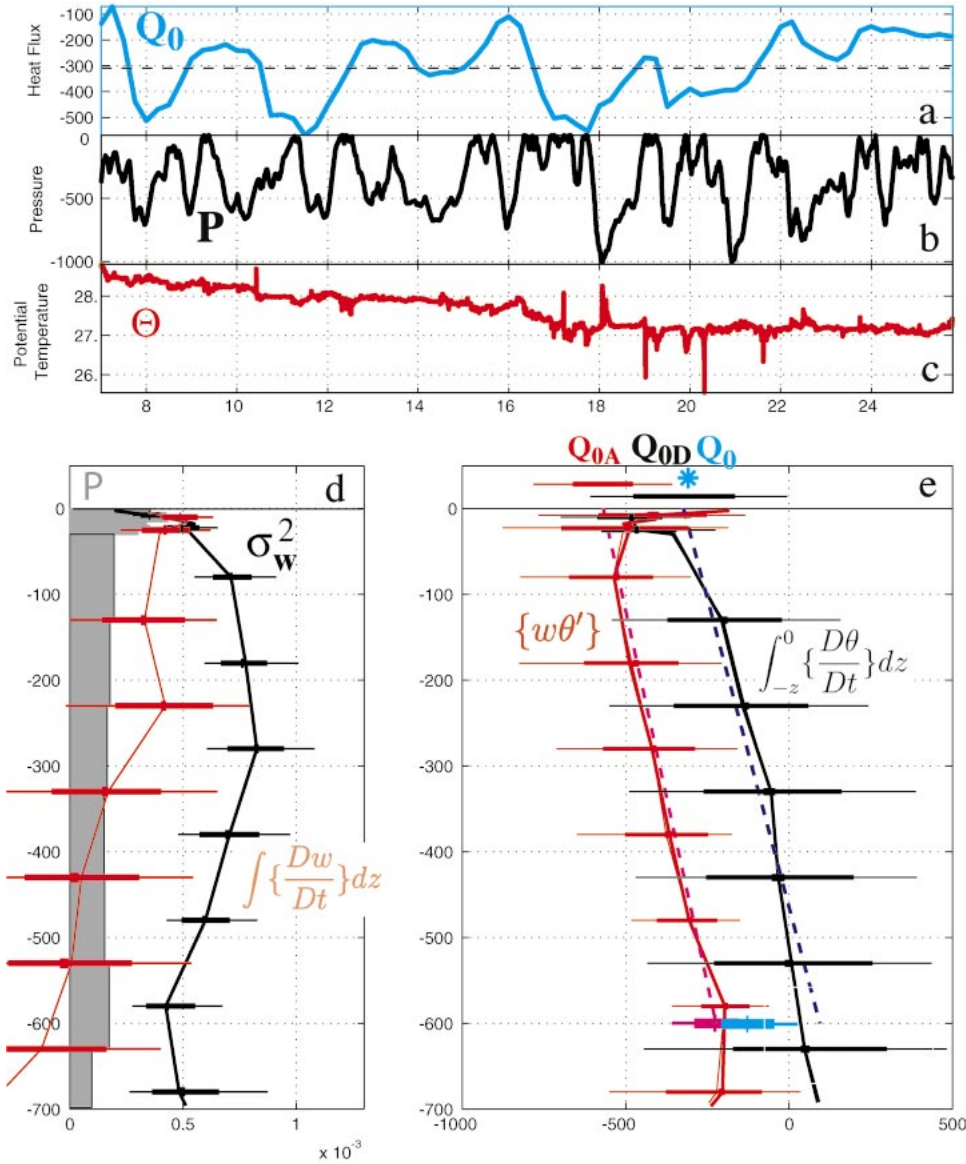 -100
-200
Q₀
-300
-400
-500
Heat Flux
a
0
-500
-1000
Pressure
P
b
28.
27.
26.
Potential
Temperature
Θ
c
8 10 12 14 16 18 20 22 24
Q₀A Q₀D Q₀
P
d
e
0
-100
-200
-300
-400
-500
-600
-700
σ_w²
∫{Dw/Dt}dz
0 0.5 1
x 10⁻³
0
-100
-200
-300
-400
-500
-600
-700
{wθ′}
∫₋z⁰{Dθ/Dt}dz
-1000 -500 0 500